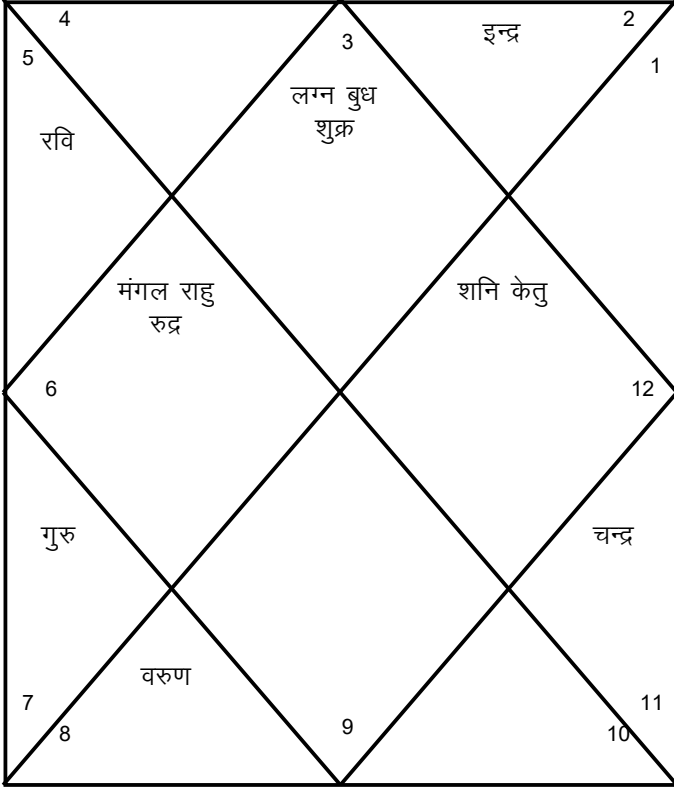 4
3
इन्द्र
2
5
1
लग्न बुध
शुक्र
रवि
मंगल राहु
रुद्र
शनि केतु
6
12
गुरु
चन्द्र
वरुण
7
8
9
10
11